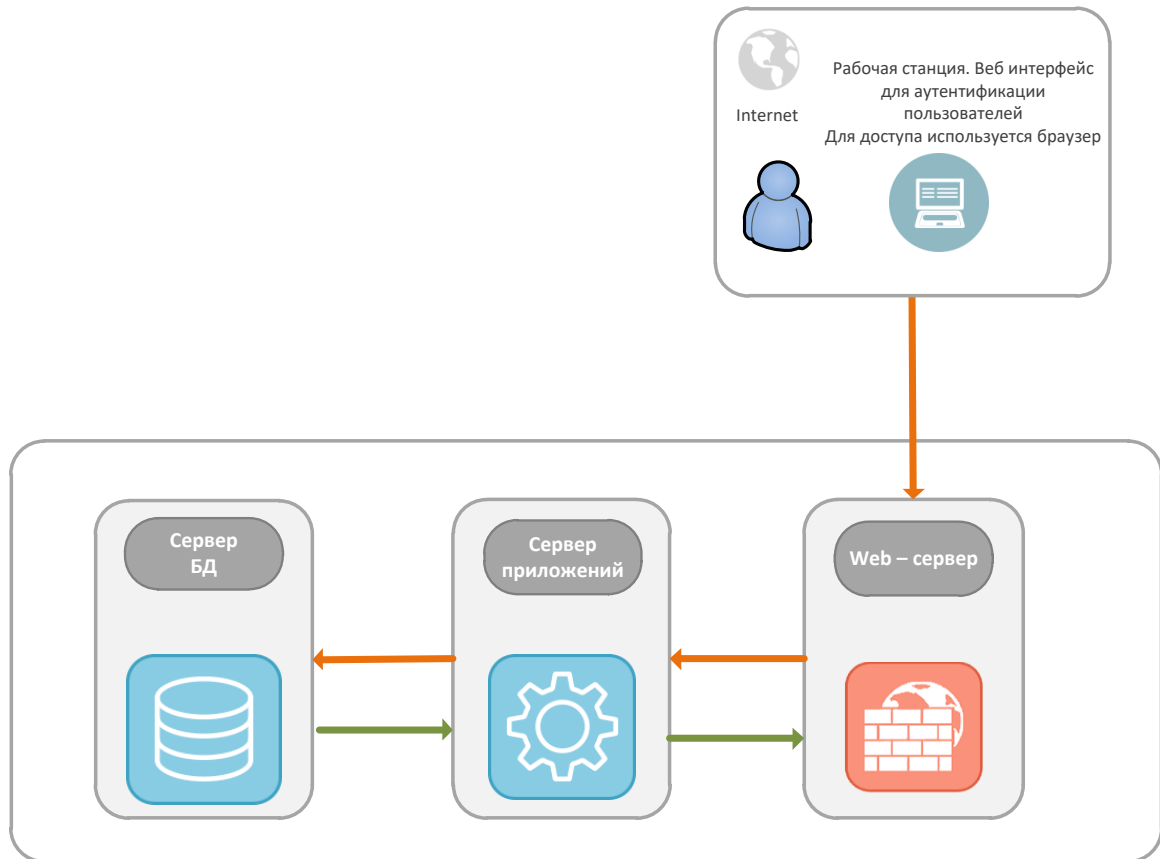 Рабочая станция. Веб интерфейс
для аутентификации
пользователей
Для доступа используется браузер
Internet
Сервер
БД
Сервер
приложений
Web – сервер